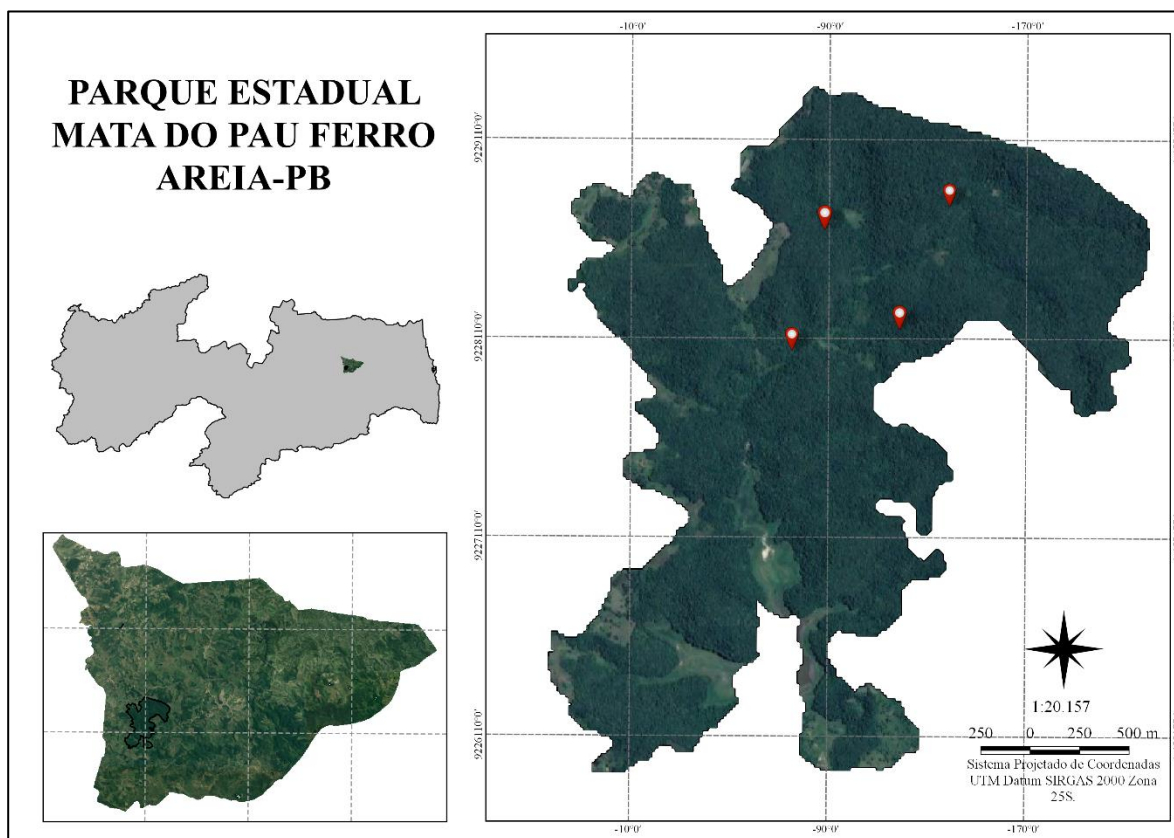 PARQUE ESTADUAL
MATA DO PAU FERRO
AREIA-PB
-10°0'
-90°0'
-170°0'
9229110°0'
9228110°0'
9227110°0'
9226110°0'
1:20.157
250 0 250 500 m
Sistema Projetado de Coordenadas
UTM Datum SIRGAS 2000 Zona
25S.
-10°0'
-90°0'
-170°0'